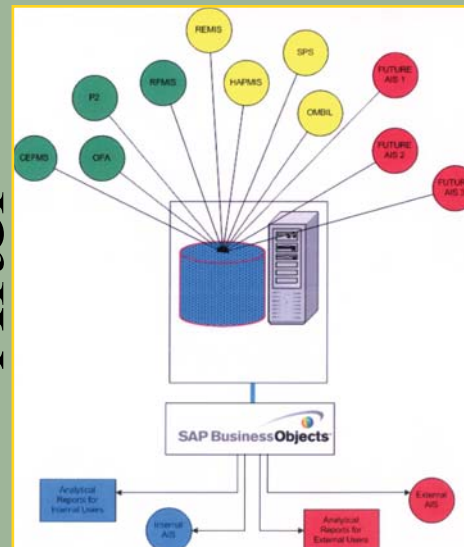 REMIS
SPS
FUTURE
AIS 1
RFMIS
HAPMIS
P2
OMBIL
FUTURE
AIS 2
CEFMS
OFA
FUTURE
AIS 3
SAP BusinessObjects
Analytical
Reports for
Internal Users
Internal
AIS
Analytical
Reports for
External Users
External
AIS